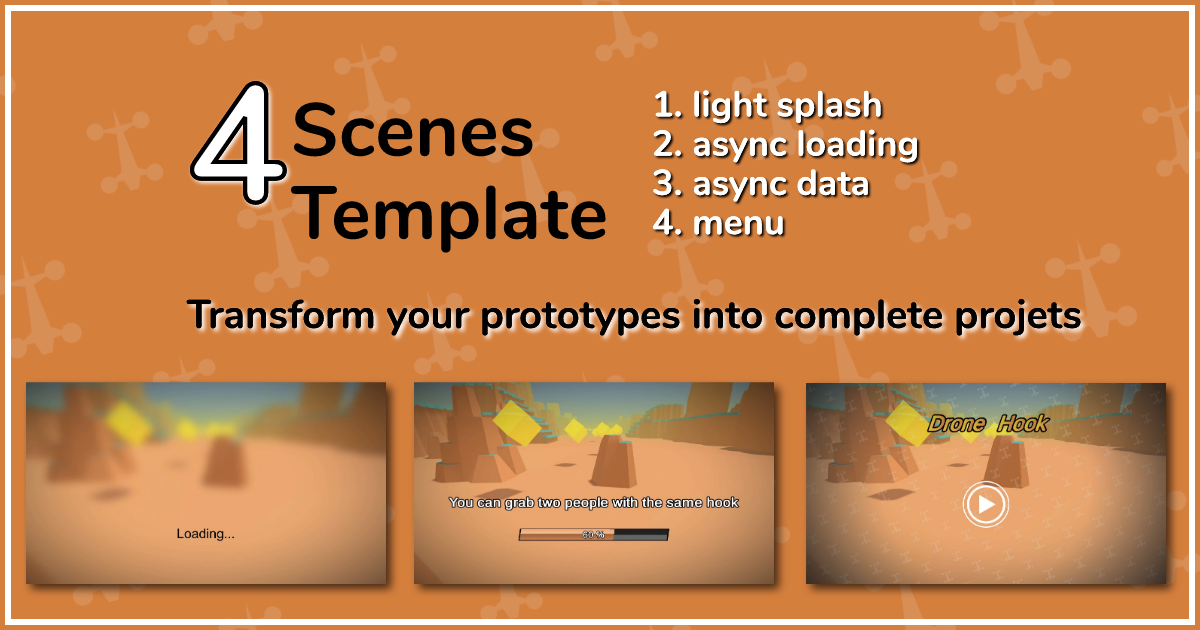 4 Scenes
Template
1. light splash
2. async loading
3. async data
4. menu
Transform your prototypes into complete projets
Loading...
You can grab two people with the same hook
60 %
Drone Hook